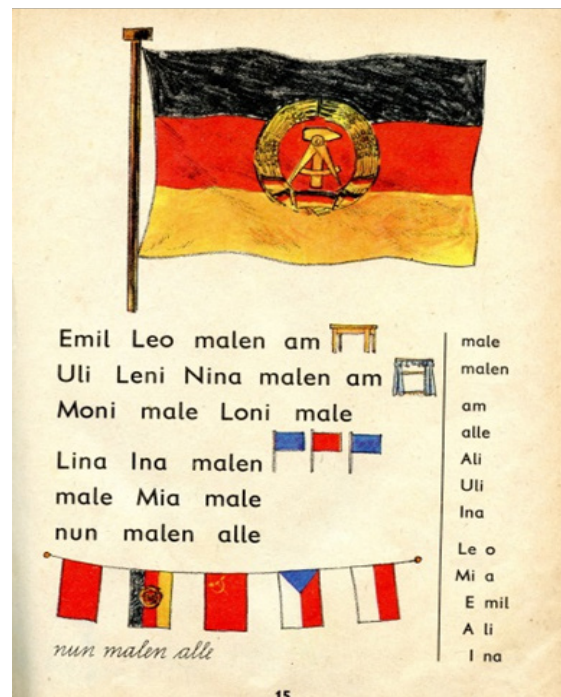 Emil Leo malen am
Uli Leni Nina malen am
Moni male Loni male
Lina Ina malen
male Mia male
nun malen alle
nun malen alle
male
malen
am
alle
Ali
Uli
Ina
Le o
Mi a
E mil
A li
I na
15